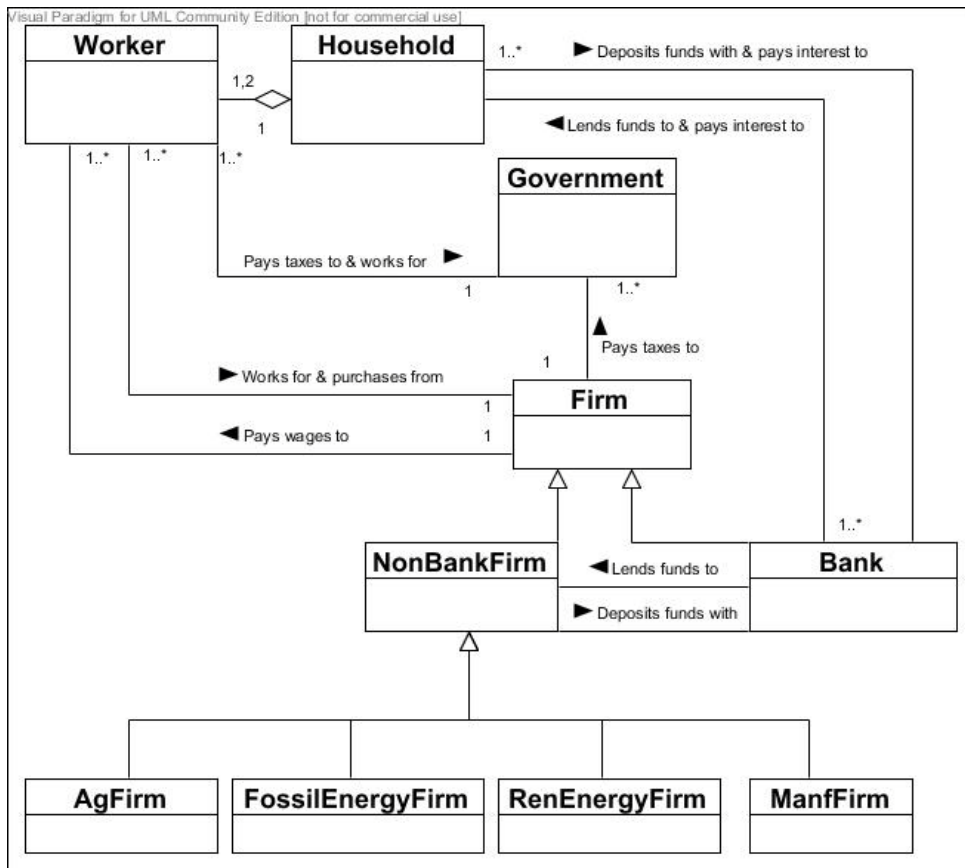 Visual Paradigm for UML Community Edition [not for commercial use]
Worker
Household
1..*
Deposits funds with & pays interest to
1,2
1
Lends funds to & pays interest to
1..*
1..*
1..*
Government
Pays taxes to & works for
1
1..*
Pays taxes to
1
Works for & purchases from
1
Firm
Pays wages to
1
1..*
NonBankFirm
Lends funds to
Bank
Deposits funds with
AgFirm
FossilEnergyFirm
RenEnergyFirm
ManfFirm